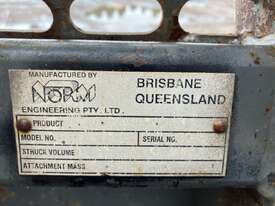 MANUFACTURED BY
NORM
ENGINEERING PTY. LTD.
BRISBANE
QUEENSLAND
PRODUCT
MODEL NO.
SERIAL NO.
STRUCK VOLUME
ATTACHMENT MASS